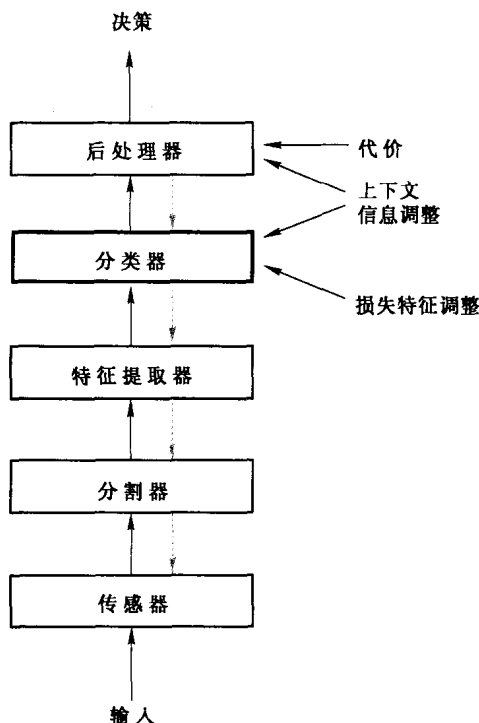 决策
后处理器
代价
上下文
信息调整
分类器
损失特征调整
特征提取器
分割器
传感器
输入